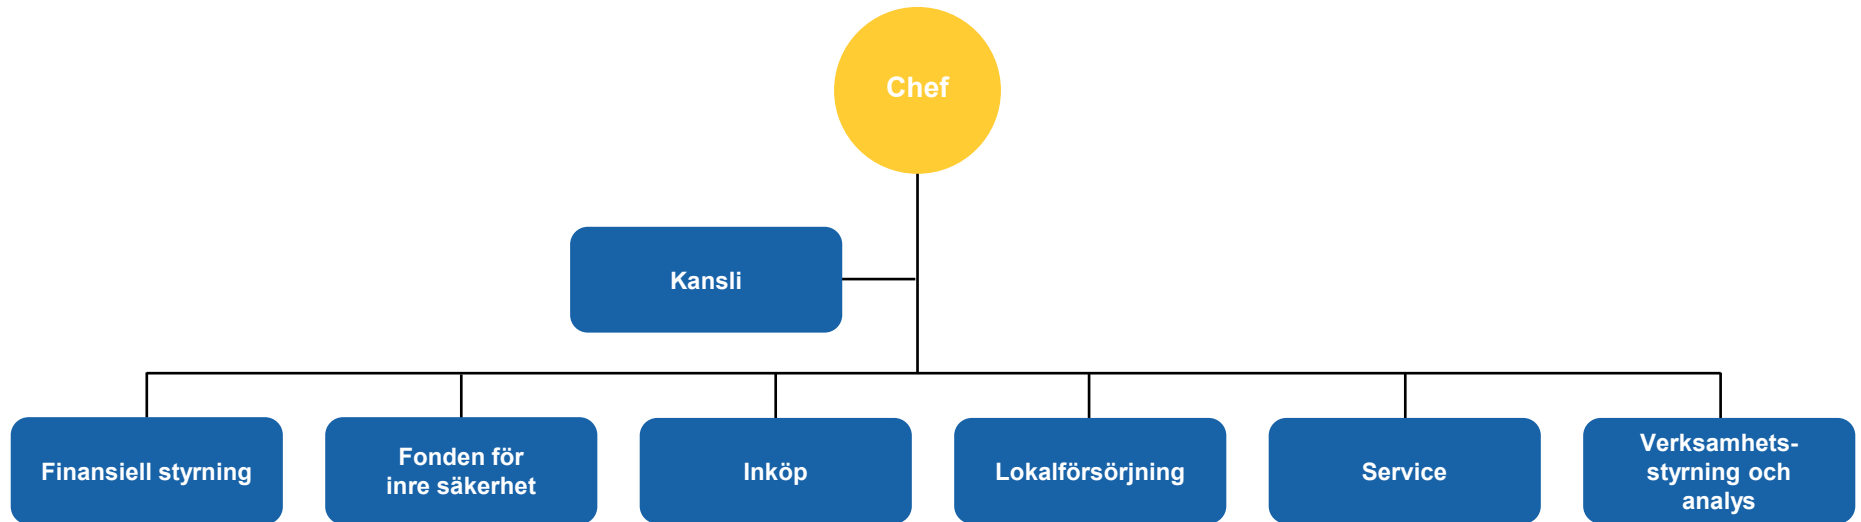 Chef
Kansli
Finansiell styrning
Fonden för
inre säkerhet
Inköp
Lokalförsörjning
Service
Verksamhets-
styrning och
analys